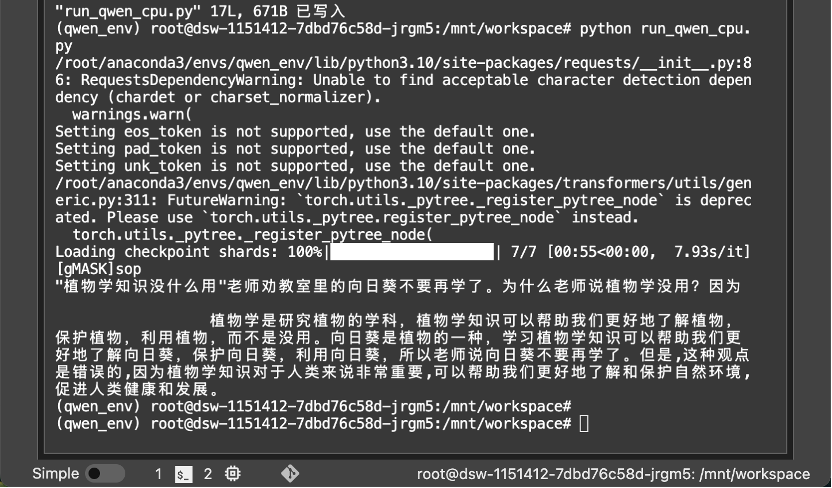 "run_qwen_cpu.py" 17L, 671B 已写入
(qwen_env) root@dsw-1151412-7dbd76c58d-jrgm5:/mnt/workspace# python run_qwen_cpu.
py
/root/anaconda3/envs/qwen_env/lib/python3.10/site-packages/requests/__init__.py:8
6: RequestsDependencyWarning: Unable to find acceptable character detection depen
dency (chardet or charset_normalizer).
  warnings.warn(
Setting eos_token is not supported, use the default one.
Setting pad_token is not supported, use the default one.
Setting unk_token is not supported, use the default one.
/root/anaconda3/envs/qwen_env/lib/python3.10/site-packages/transformers/utils/gen
eric.py:311: FutureWarning: `torch.utils._pytree._register_pytree_node` is deprec
ated. Please use `torch.utils._pytree.register_pytree_node` instead.
  torch.utils._pytree._register_pytree_node(
Loading checkpoint shards: 100%|          | 7/7 [00:55<00:00,  7.93s/it]
[gMASK]sop
"植物学知识没什么用"老师劝教室里的向日葵不要再学了。为什么老师说植物学没用? 因为
植物学是研究植物的学科，植物学知识可以帮助我们更好地了解植物，
保护植物，利用植物，而不是没用。向日葵是植物的一种，学习植物学知识可以帮助我们更
好地了解向日葵，保护向日葵，利用向日葵，所以老师说向日葵不要再学了。但是,这种观点
是错误的,因为植物学知识对于人类来说非常重要,可以帮助我们更好地了解和保护自然环境,
促进人类健康和发展。
(qwen_env) root@dsw-1151412-7dbd76c58d-jrgm5:/mnt/workspace#
(qwen_env) root@dsw-1151412-7dbd76c58d-jrgm5:/mnt/workspace#
Simple 1 $_ 2 root@dsw-1151412-7dbd76c58d-jrgm5: /mnt/workspace